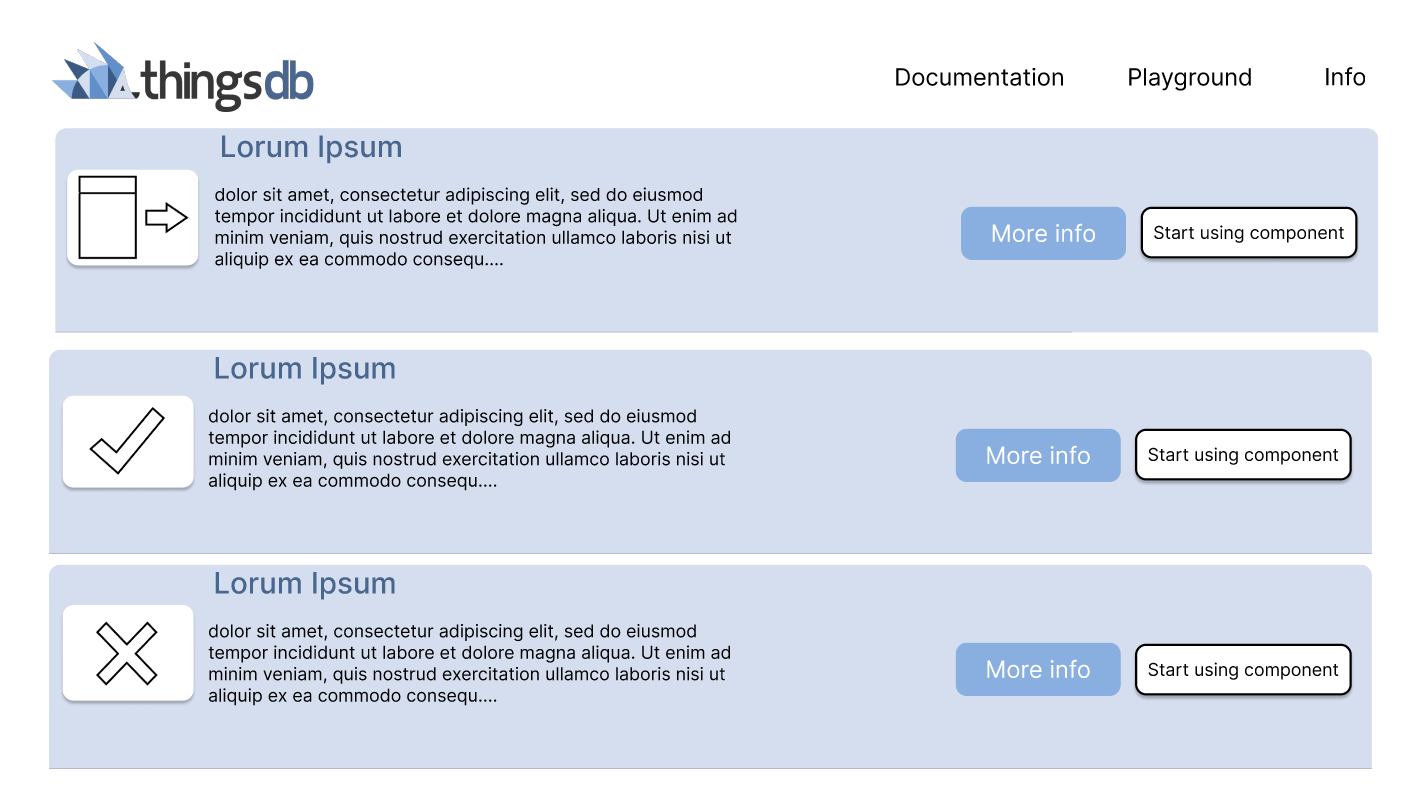 thingsdb
Documentation Playground Info
Lorum Ipsum
dolor sit amet, consectetur adipiscing elit, sed do eiusmod
tempor incididunt ut labore et dolore magna aliqua. Ut enim ad
minim veniam, quis nostrud exercitation ullamco laboris nisi ut
aliquip ex ea commodo consequ....
More info
Start using component
Lorum Ipsum
dolor sit amet, consectetur adipiscing elit, sed do eiusmod
tempor incididunt ut labore et dolore magna aliqua. Ut enim ad
minim veniam, quis nostrud exercitation ullamco laboris nisi ut
aliquip ex ea commodo consequ....
More info
Start using component
Lorum Ipsum
dolor sit amet, consectetur adipiscing elit, sed do eiusmod
tempor incididunt ut labore et dolore magna aliqua. Ut enim ad
minim veniam, quis nostrud exercitation ullamco laboris nisi ut
aliquip ex ea commodo consequ....
More info
Start using component